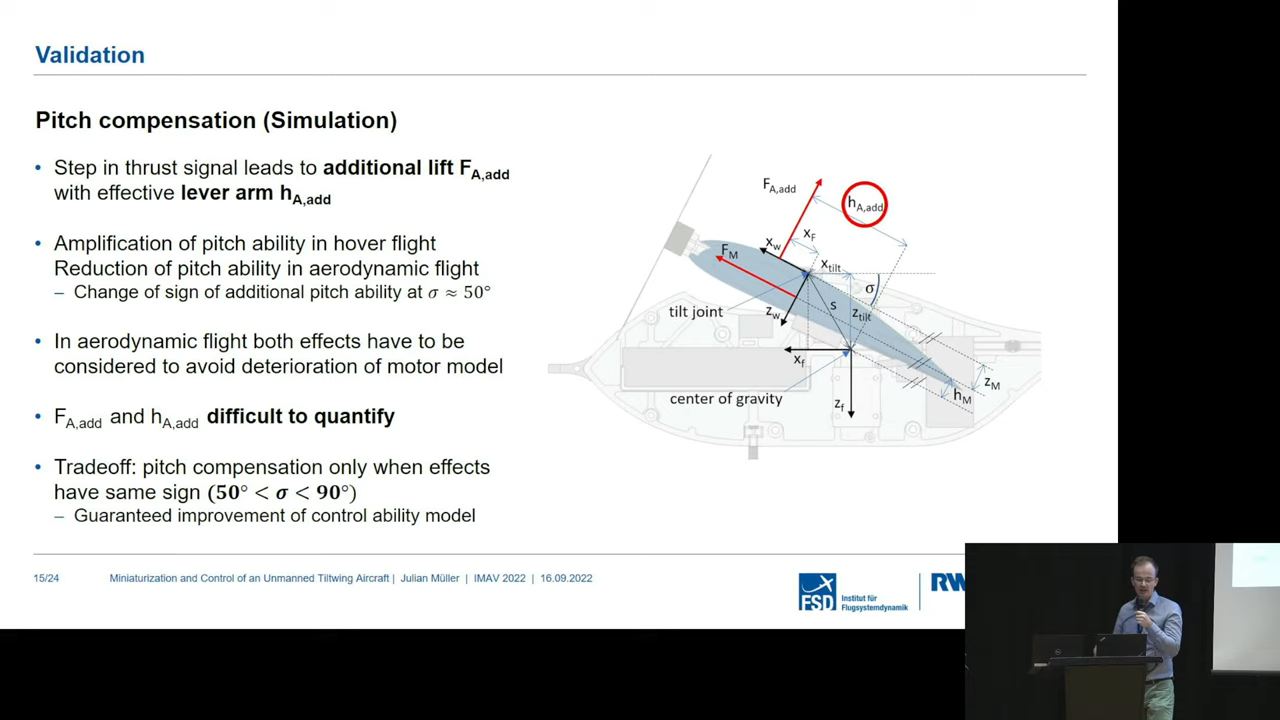 Validation
Pitch compensation (Simulation)
• Step in thrust signal leads to additional lift F_A,add
with effective lever arm h_A,add
• Amplification of pitch ability in hover flight
Reduction of pitch ability in aerodynamic flight
– Change of sign of additional pitch ability at σ ≈ 50°
• In aerodynamic flight both effects have to be
considered to avoid deterioration of motor model
• F_A,add and h_A,add difficult to quantify
• Tradeoff: pitch compensation only when effects
have same sign (50° < σ < 90°)
– Guaranteed improvement of control ability model
F_A,add
h_A,add
x_F
x_w
F_M
x_tilt
σ
s
tilt joint
z_w
z_tilt
x_f
z_M
center of gravity
z_f
h_M
15/24
Miniaturization and Control of an Unmanned Tiltwing Aircraft | Julian Müller | IMAV 2022 | 16.09.2022
FSD
Institut für
Flugsystemdynamik
RW